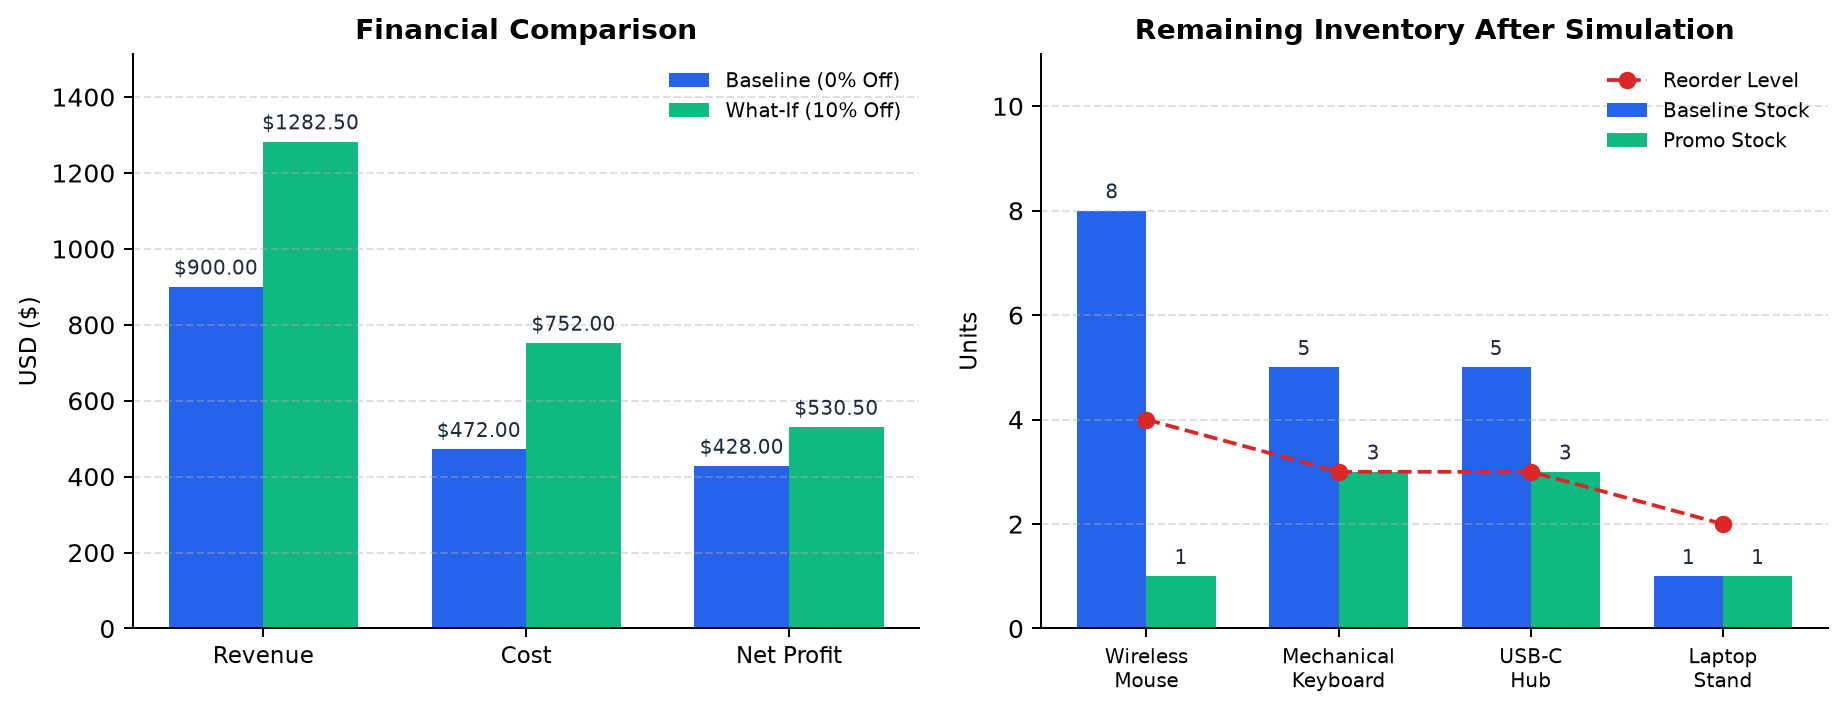 Financial Comparison
USD ($)
1400
1200
1000
800
600
400
200
0
Baseline (0% Off)
What-If (10% Off)
$900.00
$1282.50
$472.00
$752.00
$428.00
$530.50
Revenue
Cost
Net Profit
Remaining Inventory After Simulation
Units
10
8
6
4
2
0
Reorder Level
Baseline Stock
Promo Stock
8
1
5
3
5
3
1
1
Wireless
Mouse
Mechanical
Keyboard
USB-C
Hub
Laptop
Stand